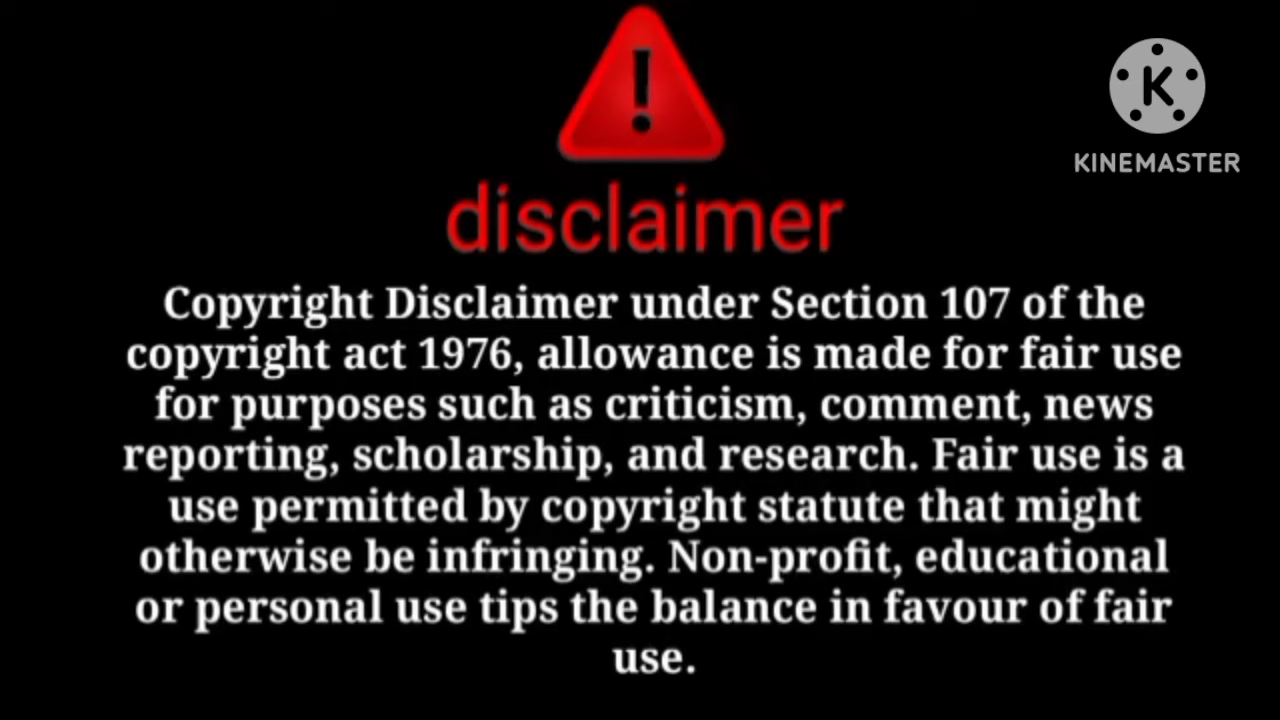 !
K
KINEMASTER
disclaimer
Copyright Disclaimer under Section 107 of the
copyright act 1976, allowance is made for fair use
for purposes such as criticism, comment, news
reporting, scholarship, and research. Fair use is a
use permitted by copyright statute that might
otherwise be infringing. Non-profit, educational
or personal use tips the balance in favour of fair
use.